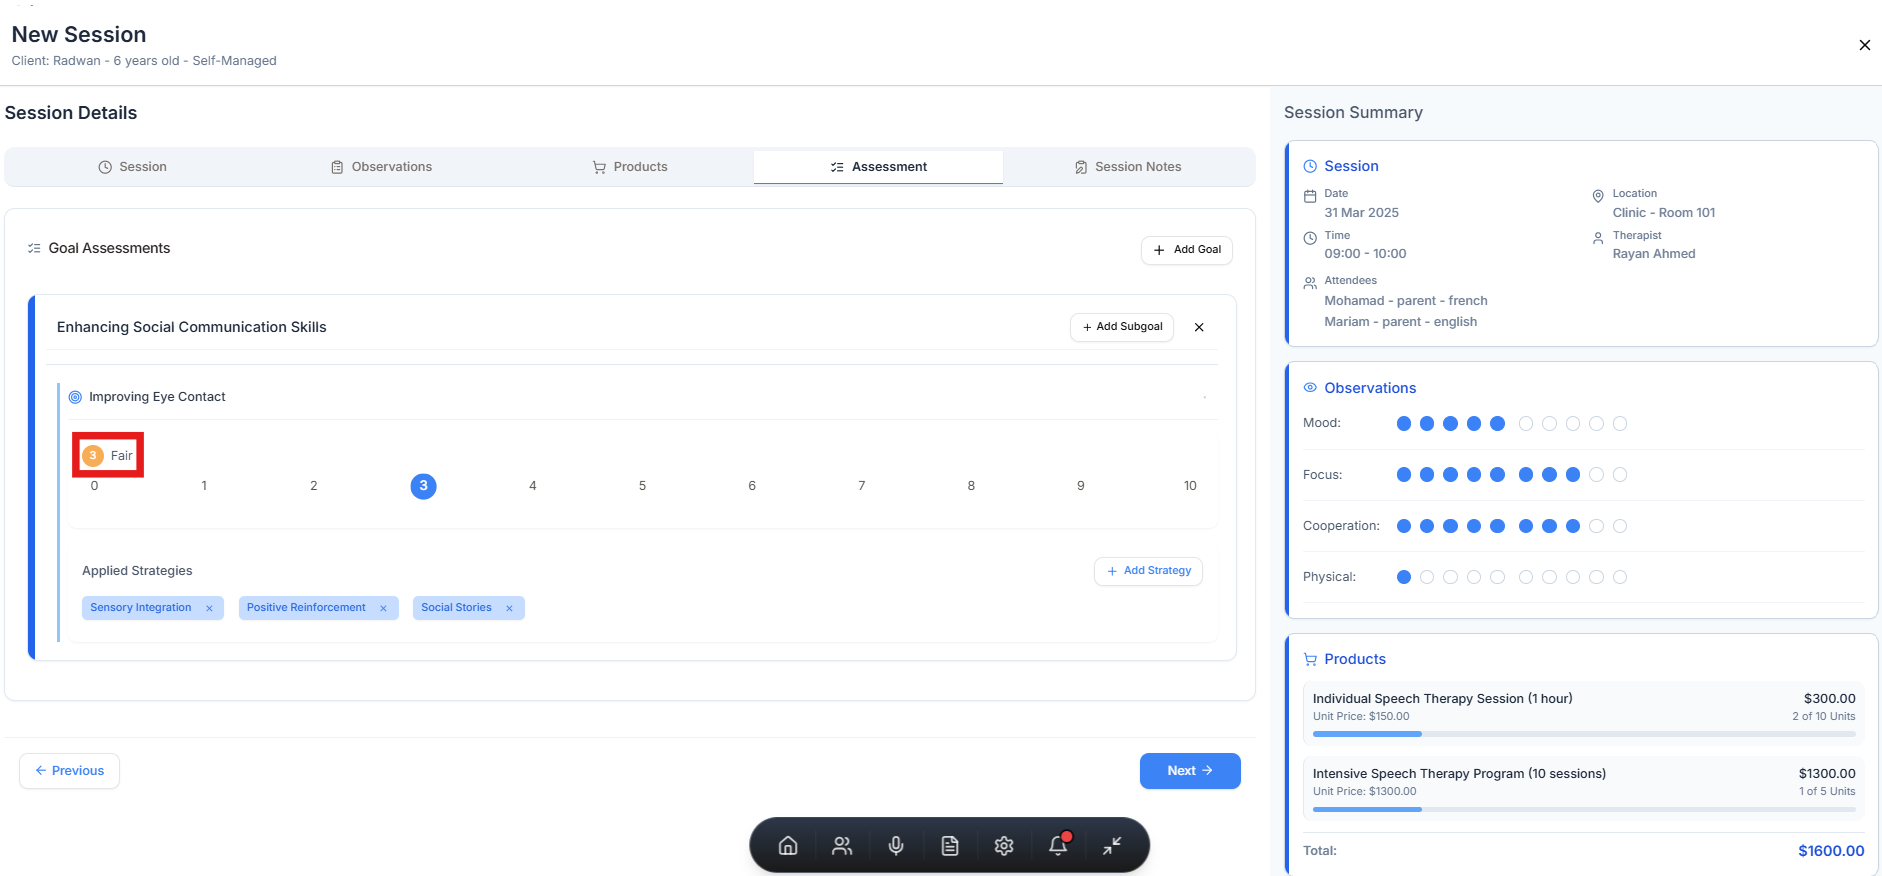 New Session
Client: Radwan - 6 years old - Self-Managed
Session Details
Session
Observations
Products
Assessment
Session Notes
Goal Assessments
Add Goal
Enhancing Social Communication Skills
Add Subgoal
Improving Eye Contact
3 Fair
0 1 2 3 4 5 6 7 8 9 10
Applied Strategies
Add Strategy
Sensory Integration
Positive Reinforcement
Social Stories
Previous
Next
Session Summary
Session
Date
31 Mar 2025
Location
Clinic - Room 101
Time
09:00 - 10:00
Therapist
Rayan Ahmed
Attendees
Mohamad - parent - french
Mariam - parent - english
Observations
Mood:
Focus:
Cooperation:
Physical:
Products
Individual Speech Therapy Session (1 hour) $300.00
Unit Price: $150.00 2 of 10 Units
Intensive Speech Therapy Program (10 sessions) $1300.00
Unit Price: $1300.00 1 of 5 Units
Total: $1600.00